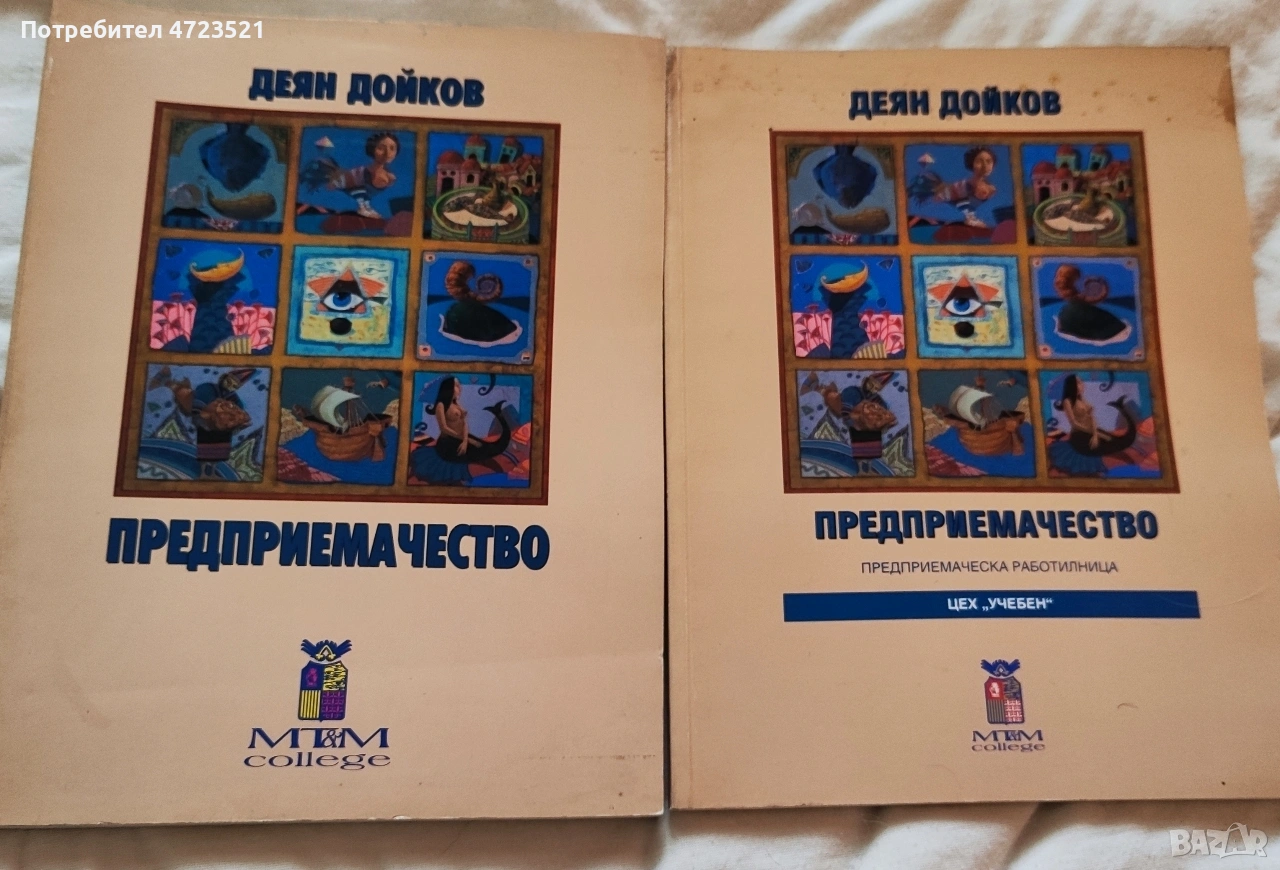 Потребител 4723521
ДЕЯН ДОЙКОВ
ПРЕДПРИЕМАЧЕСТВО
MT&M
college
ДЕЯН ДОЙКОВ
ПРЕДПРИЕМАЧЕСТВО
ПРЕДПРИЕМАЧЕСКА РАБОТИЛНИЦА
ЦЕХ „УЧЕБЕН“
MT&M
college
BAZAR